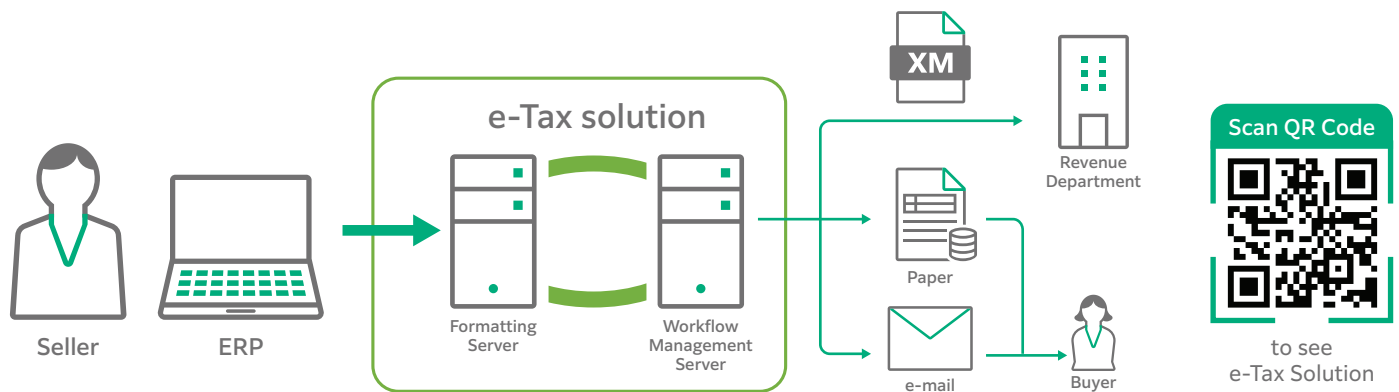 XM
e-Tax solution
Scan QR Code
Revenue
Department
Paper
Formatting
Server
Workflow
Management
Server
Seller
ERP
e-mail
Buyer
to see
e-Tax Solution